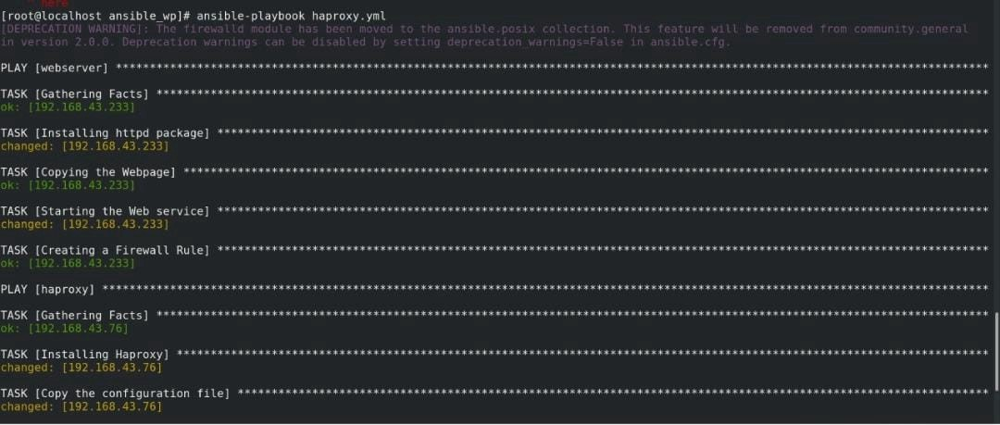 ^ here
[root@localhost ansible_wp]# ansible-playbook haproxy.yml
[DEPRECATION WARNING]: The firewalld module has been moved to the ansible.posix collection. This feature will be removed from community.general
in version 2.0.0. Deprecation warnings can be disabled by setting deprecation_warnings=False in ansible.cfg.
PLAY [webserver] **********************************************************************************************************************************
TASK [Gathering Facts] ****************************************************************************************************************************
ok: [192.168.43.233]
TASK [Installing httpd package] *******************************************************************************************************************
changed: [192.168.43.233]
TASK [Copying the Webpage] ************************************************************************************************************************
ok: [192.168.43.233]
TASK [Starting the Web service] *******************************************************************************************************************
changed: [192.168.43.233]
TASK [Creating a Firewall Rule] *******************************************************************************************************************
ok: [192.168.43.233]
PLAY [haproxy] ************************************************************************************************************************************
TASK [Gathering Facts] ****************************************************************************************************************************
ok: [192.168.43.76]
TASK [Installing Haproxy] *************************************************************************************************************************
changed: [192.168.43.76]
TASK [Copy the configuration file] ****************************************************************************************************************
changed: [192.168.43.76]